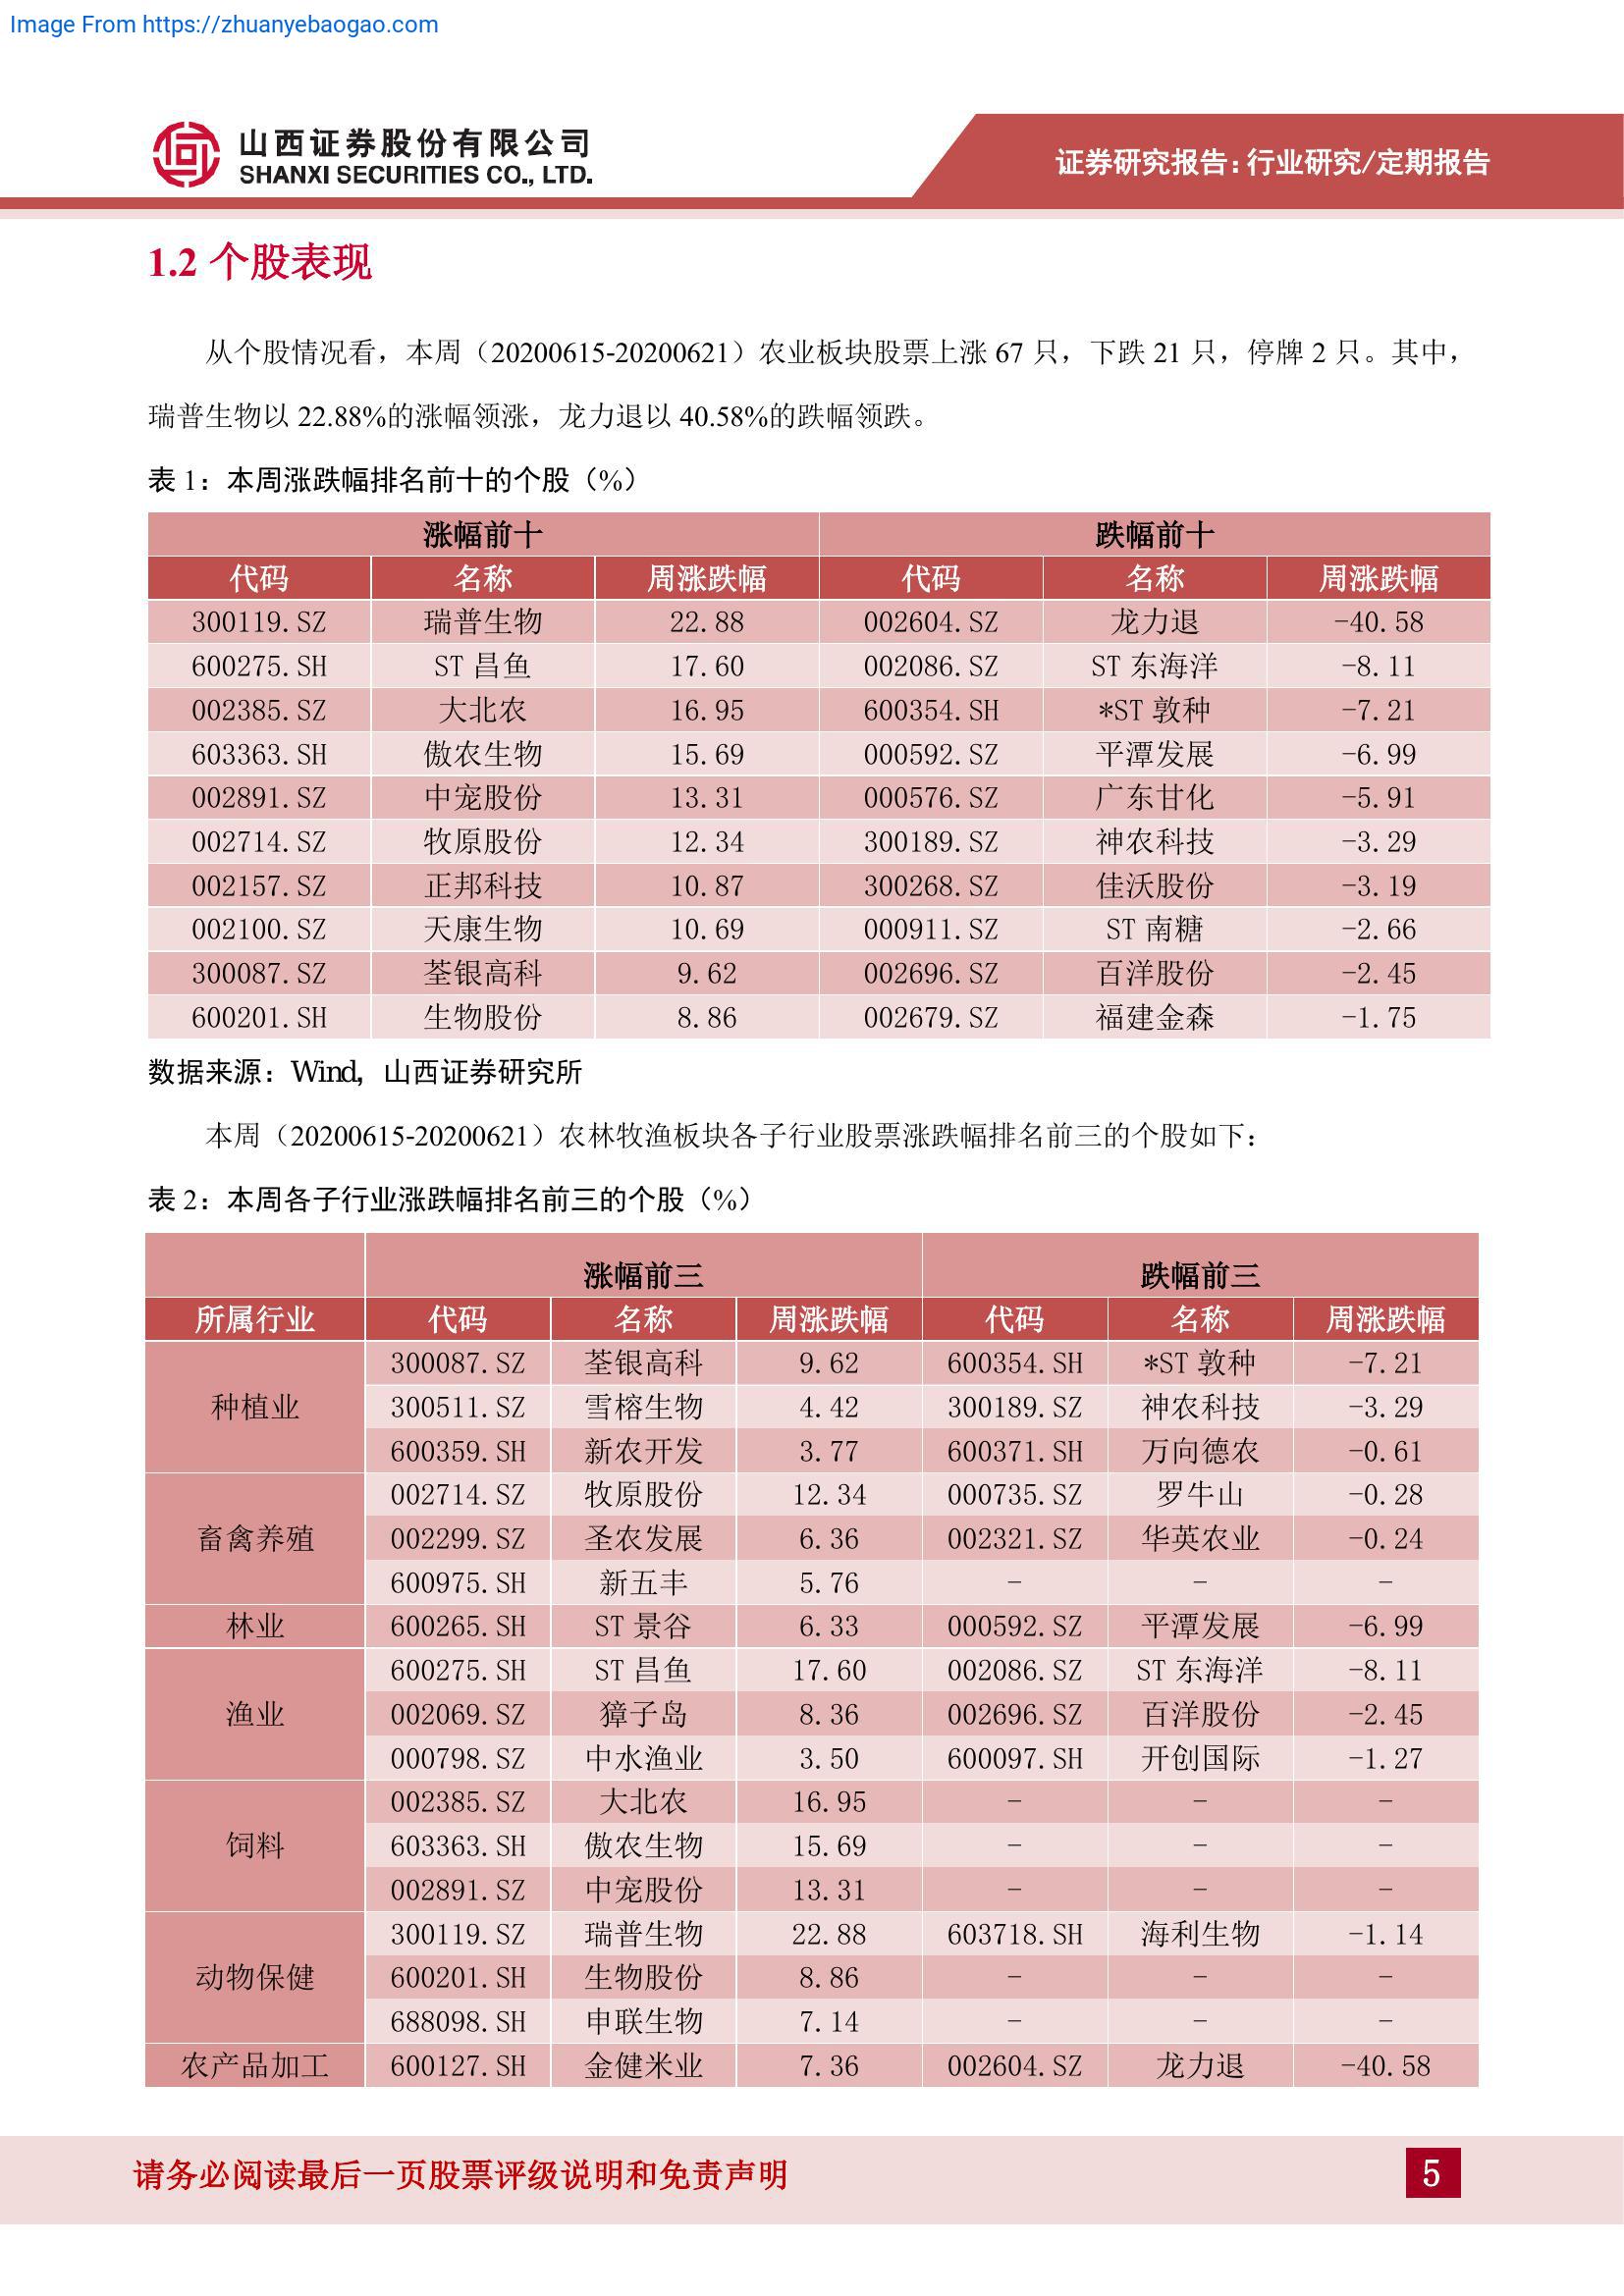 Image From https://zhuanyebaogao.com
山西证券股份有限公司
SHANXI SECURITIES CO., LTD.
证券研究报告：行业研究/定期报告
1.2 个股表现
从个股情况看，本周（20200615-20200621）农业板块股票上涨 67 只，下跌 21 只，停牌 2 只。其中，
瑞普生物以 22.88%的涨幅领涨，龙力退以 40.58%的跌幅领跌。
表 1：本周涨跌幅排名前十的个股（%）
涨幅前十 跌幅前十
代码 名称 周涨跌幅 代码 名称 周涨跌幅
300119.SZ 瑞普生物 22.88 002604.SZ 龙力退 -40.58
600275.SH ST 昌鱼 17.60 002086.SZ ST 东海洋 -8.11
002385.SZ 大北农 16.95 600354.SH *ST 敦种 -7.21
603363.SH 傲农生物 15.69 000592.SZ 平潭发展 -6.99
002891.SZ 中宠股份 13.31 000576.SZ 广东甘化 -5.91
002714.SZ 牧原股份 12.34 300189.SZ 神农科技 -3.29
002157.SZ 正邦科技 10.87 300268.SZ 佳沃股份 -3.19
002100.SZ 天康生物 10.69 000911.SZ ST 南糖 -2.66
300087.SZ 荃银高科 9.62 002696.SZ 百洋股份 -2.45
600201.SH 生物股份 8.86 002679.SZ 福建金森 -1.75
数据来源：Wind，山西证券研究所
本周（20200615-20200621）农林牧渔板块各子行业股票涨跌幅排名前三的个股如下：
表 2：本周各子行业涨跌幅排名前三的个股（%）
涨幅前三 跌幅前三
所属行业 代码 名称 周涨跌幅 代码 名称 周涨跌幅
种植业 300087.SZ 荃银高科 9.62 600354.SH *ST 敦种 -7.21
300511.SZ 雪榕生物 4.42 300189.SZ 神农科技 -3.29
600359.SH 新农开发 3.77 600371.SH 万向德农 -0.61
畜禽养殖 002714.SZ 牧原股份 12.34 000735.SZ 罗牛山 -0.28
002299.SZ 圣农发展 6.36 002321.SZ 华英农业 -0.24
600975.SH 新五丰 5.76 - - -
林业 600265.SH ST 景谷 6.33 000592.SZ 平潭发展 -6.99
渔业 600275.SH ST 昌鱼 17.60 002086.SZ ST 东海洋 -8.11
002069.SZ 獐子岛 8.36 002696.SZ 百洋股份 -2.45
000798.SZ 中水渔业 3.50 600097.SH 开创国际 -1.27
饲料 002385.SZ 大北农 16.95 - - -
603363.SH 傲农生物 15.69 - - -
002891.SZ 中宠股份 13.31 - - -
动物保健 300119.SZ 瑞普生物 22.88 603718.SH 海利生物 -1.14
600201.SH 生物股份 8.86 - - -
688098.SH 申联生物 7.14 - - -
农产品加工 600127.SH 金健米业 7.36 002604.SZ 龙力退 -40.58
请务必阅读最后一页股票评级说明和免责声明
5